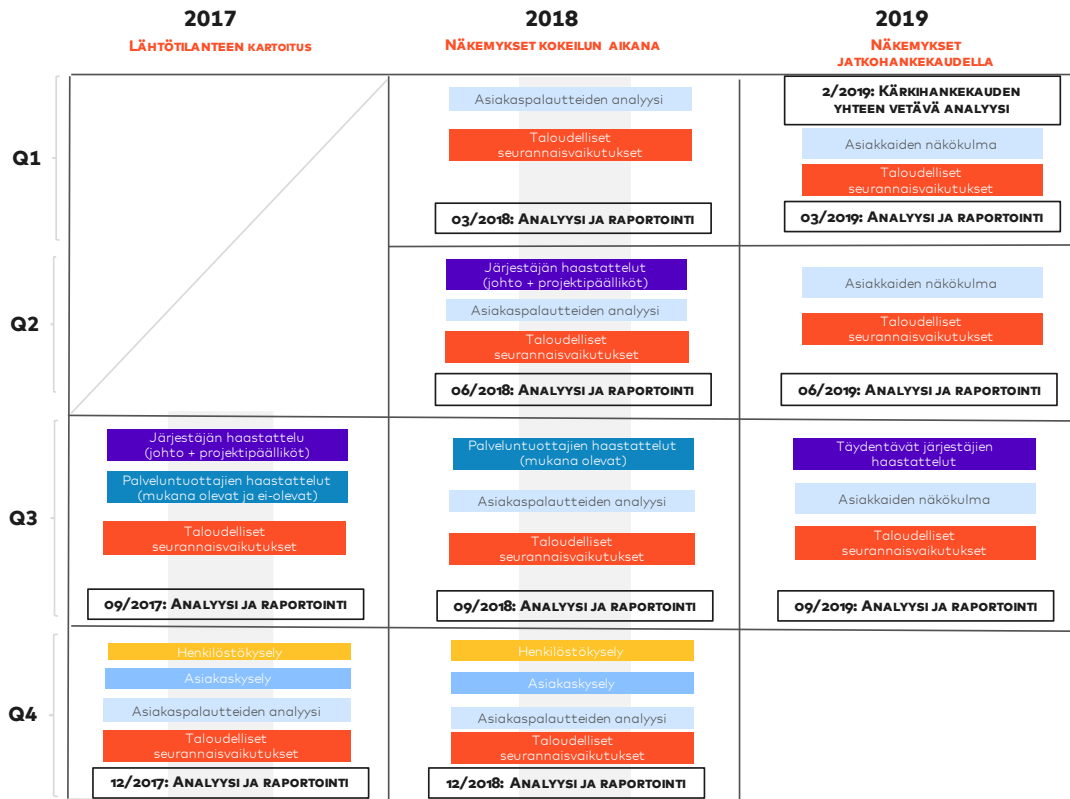 2017
LÄHTÖTILANTEEN KARTOITUS
2018
NÄKEMYKSET KOKEILUN AIKANA
2019
NÄKEMYKSET
JATKOHANKEKAUDELLA
Q1
Asiakaspalautteiden analyysi
Taloudelliset
seurannaisvaikutukset
03/2018: ANALYYSI JA RAPORTOINTI
2/2019: KÄRKIHANKEKAUDEN
YHTEEN VETÄVÄ ANALYYSI
Asiakkaiden näkökulma
Taloudelliset
seurannaisvaikutukset
03/2019: ANALYYSI JA RAPORTOINTI
Q2
Järjestäjän haastattelut
(johto + projektipäälliköt)
Asiakaspalautteiden analyysi
Taloudelliset
seurannaisvaikutukset
06/2018: ANALYYSI JA RAPORTOINTI
Asiakkaiden näkökulma
Taloudelliset
seurannaisvaikutukset
06/2019: ANALYYSI JA RAPORTOINTI
Q3
Järjestäjän haastattelu
(johto + projektipäälliköt)
Palveluntuottajien haastattelut
(mukana olevat ja ei-olevat)
Taloudelliset
seurannaisvaikutukset
09/2017: ANALYYSI JA RAPORTOINTI
Palveluntuottajien haastattelut
(mukana olevat)
Asiakaspalautteiden analyysi
Taloudelliset
seurannaisvaikutukset
09/2018: ANALYYSI JA RAPORTOINTI
Täydentävät järjestäjien
haastattelut
Asiakkaiden näkökulma
Taloudelliset
seurannaisvaikutukset
09/2019: ANALYYSI JA RAPORTOINTI
Q4
Henkilöstökysely
Asiakaskysely
Asiakaspalautteiden analyysi
Taloudelliset
seurannaisvaikutukset
12/2017: ANALYYSI JA RAPORTOINTI
Henkilöstökysely
Asiakaskysely
Asiakaspalautteiden analyysi
Taloudelliset
seurannaisvaikutukset
12/2018: ANALYYSI JA RAPORTOINTI